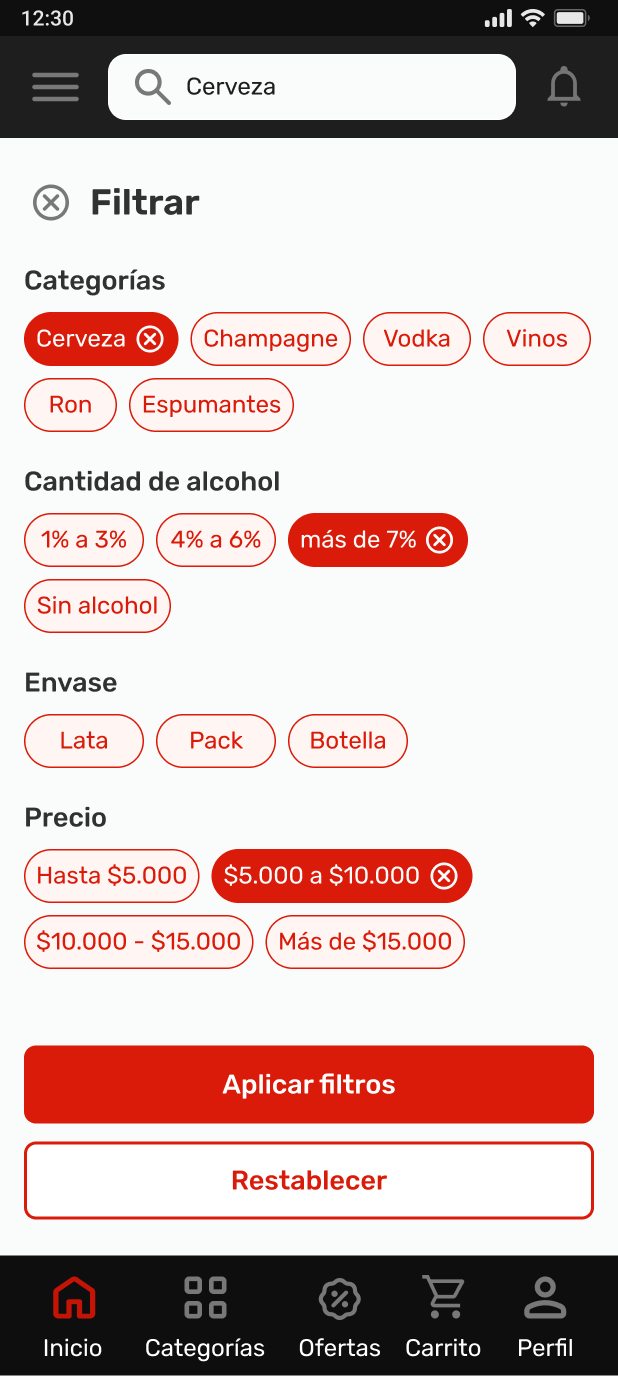 12:30
Cerveza
Filtrar
Categorías
Cerveza Champagne Vodka Vinos
Ron Espumantes
Cantidad de alcohol
1% a 3% 4% a 6% más de 7%
Sin alcohol
Envase
Lata Pack Botella
Precio
Hasta $5.000 $5.000 a $10.000
$10.000 - $15.000 Más de $15.000
Aplicar filtros
Restablecer
Inicio Categorías Ofertas Carrito Perfil